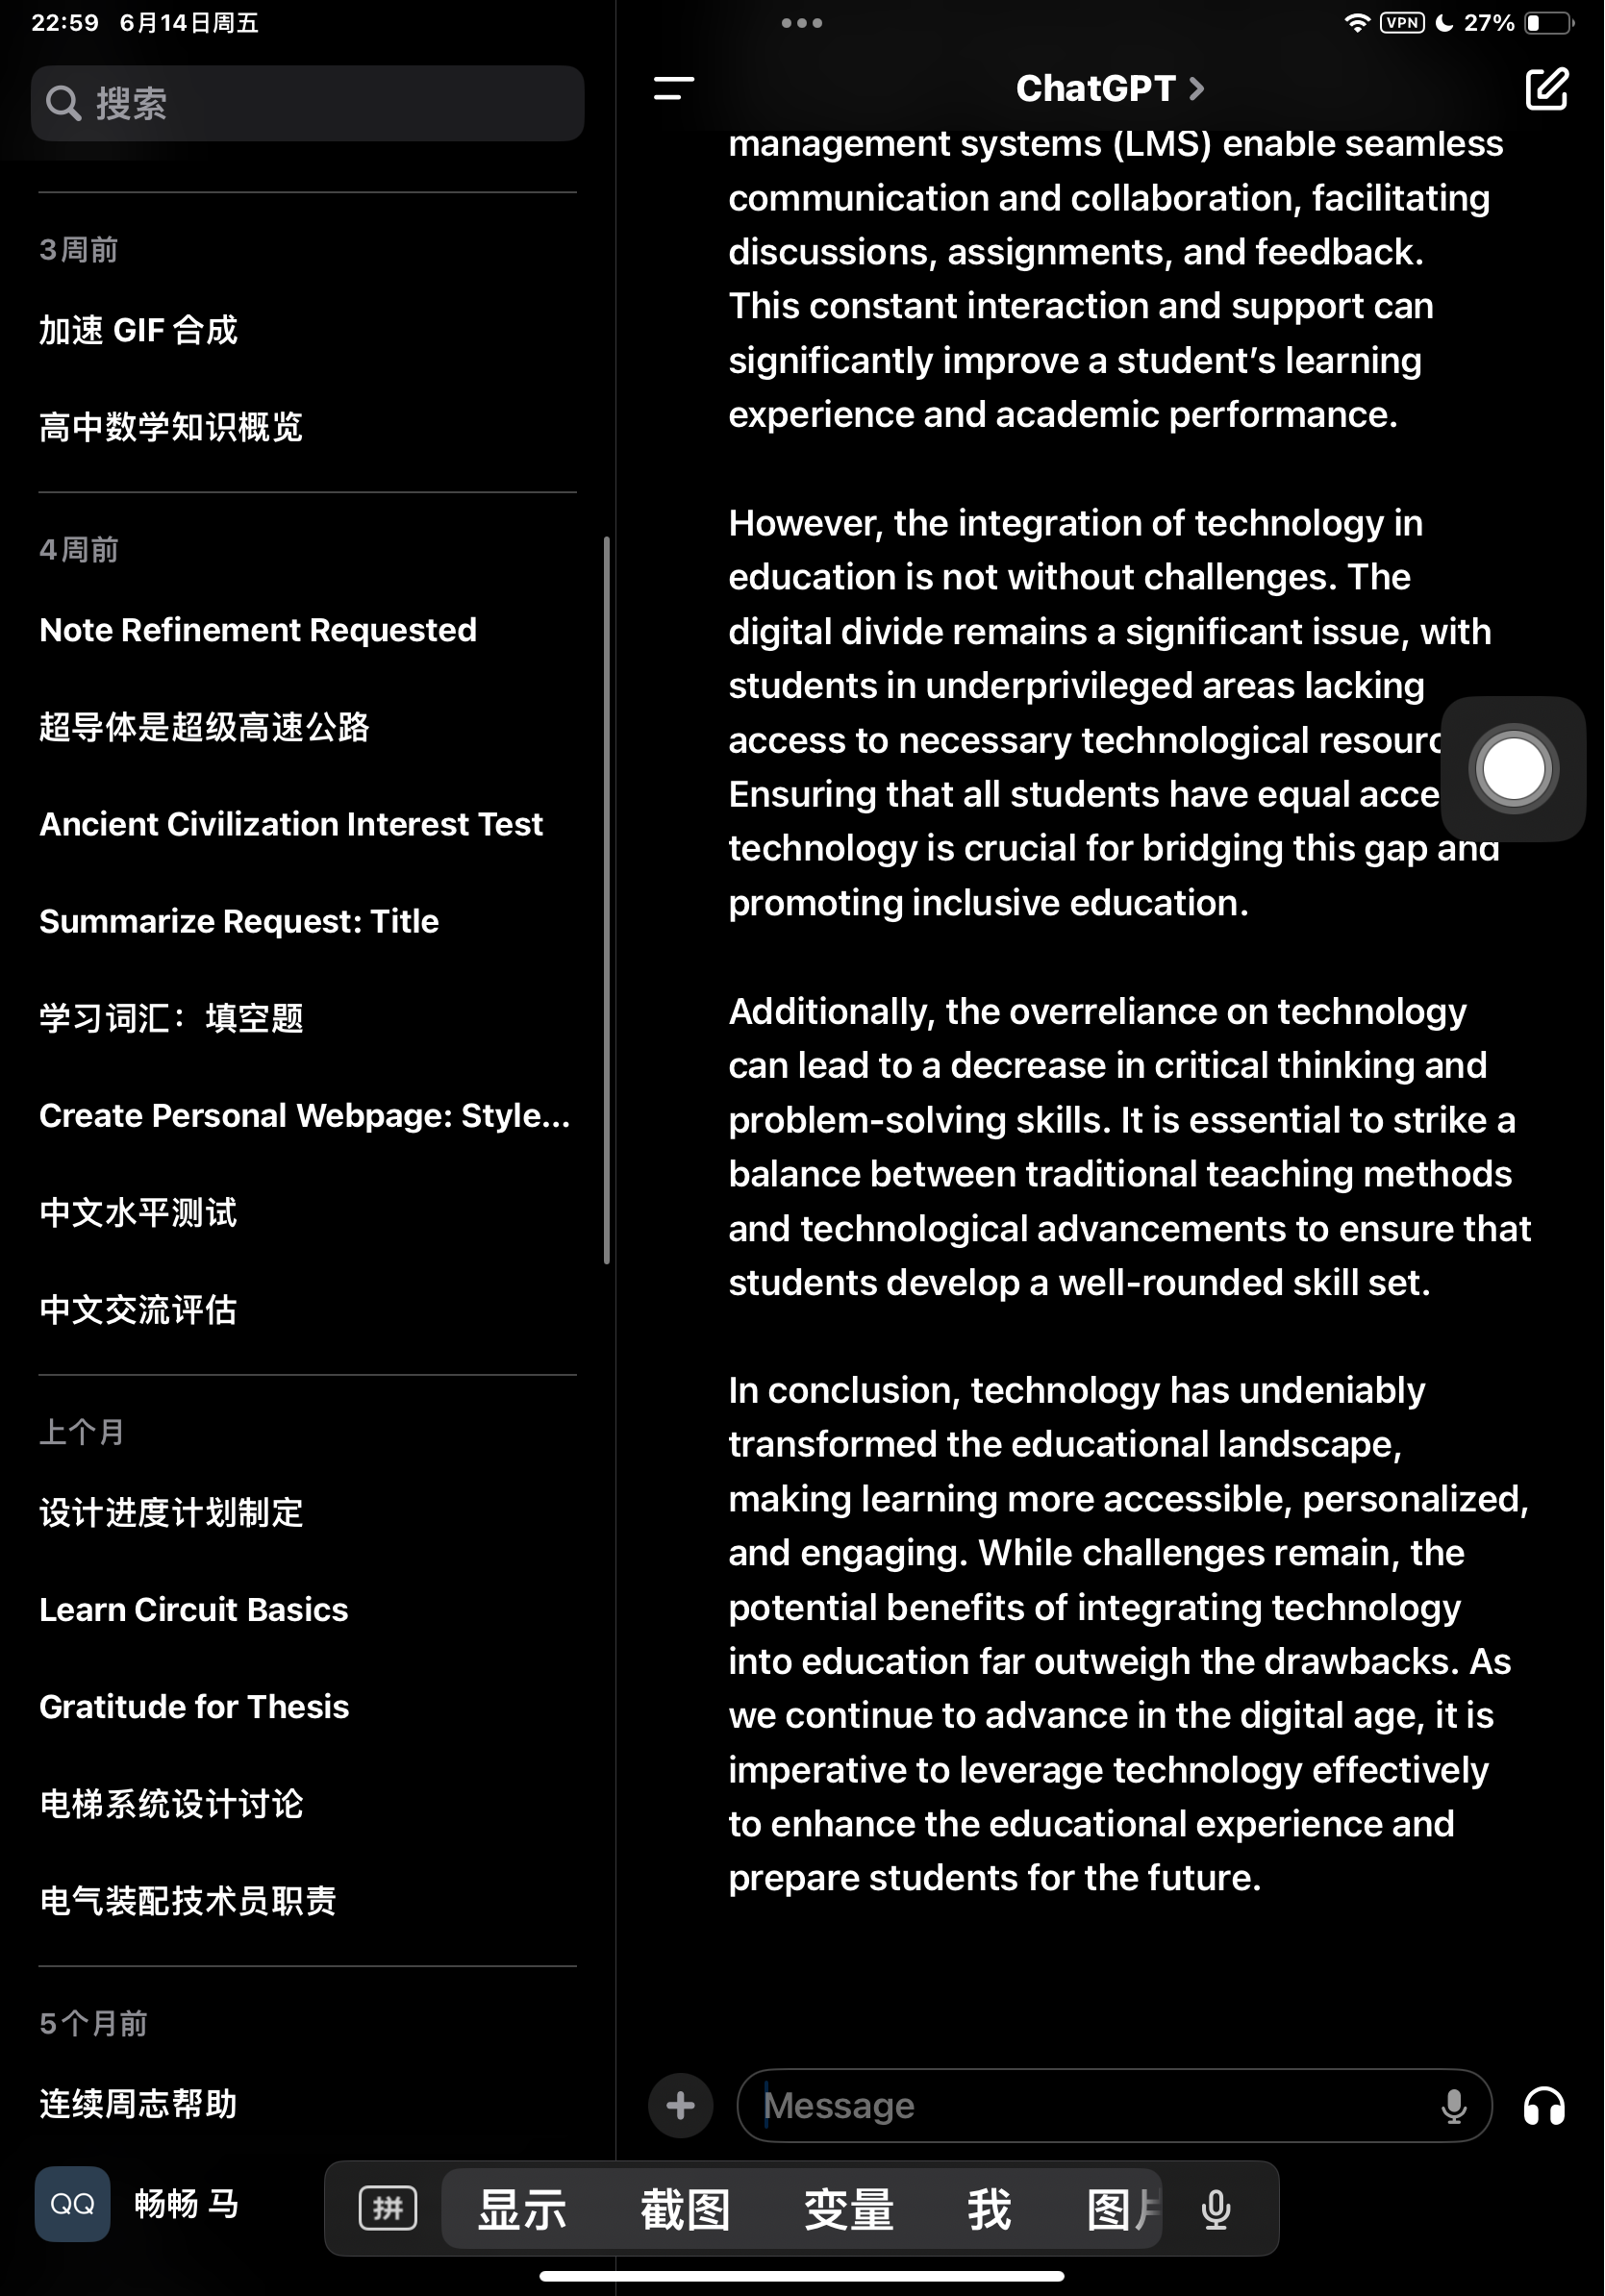 22:59 6月14日周五
VPN 27%
搜索
3周前
加速 GIF 合成
高中数学知识概览
4周前
Note Refinement Requested
超导体是超级高速公路
Ancient Civilization Interest Test
Summarize Request: Title
学习词汇：填空题
Create Personal Webpage: Style...
中文水平测试
中文交流评估
上个月
设计进度计划制定
Learn Circuit Basics
Gratitude for Thesis
电梯系统设计讨论
电气装配技术员职责
5个月前
连续周志帮助
QQ 畅畅 马
ChatGPT
management systems (LMS) enable seamless
communication and collaboration, facilitating
discussions, assignments, and feedback.
This constant interaction and support can
significantly improve a student’s learning
experience and academic performance.
However, the integration of technology in
education is not without challenges. The
digital divide remains a significant issue, with
students in underprivileged areas lacking
access to necessary technological
Ensuring that all students have equal
technology is crucial for bridging this gap and
promoting inclusive education.
Additionally, the overreliance on technology
can lead to a decrease in critical thinking and
problem-solving skills. It is essential to strike a
balance between traditional teaching methods
and technological advancements to ensure that
students develop a well-rounded skill set.
In conclusion, technology has undeniably
transformed the educational landscape,
making learning more accessible, personalized,
and engaging. While challenges remain, the
potential benefits of integrating technology
into education far outweigh the drawbacks. As
we continue to advance in the digital age, it is
imperative to leverage technology effectively
to enhance the educational experience and
prepare students for the future.
Message
拼 显示 截图 变量 我 图